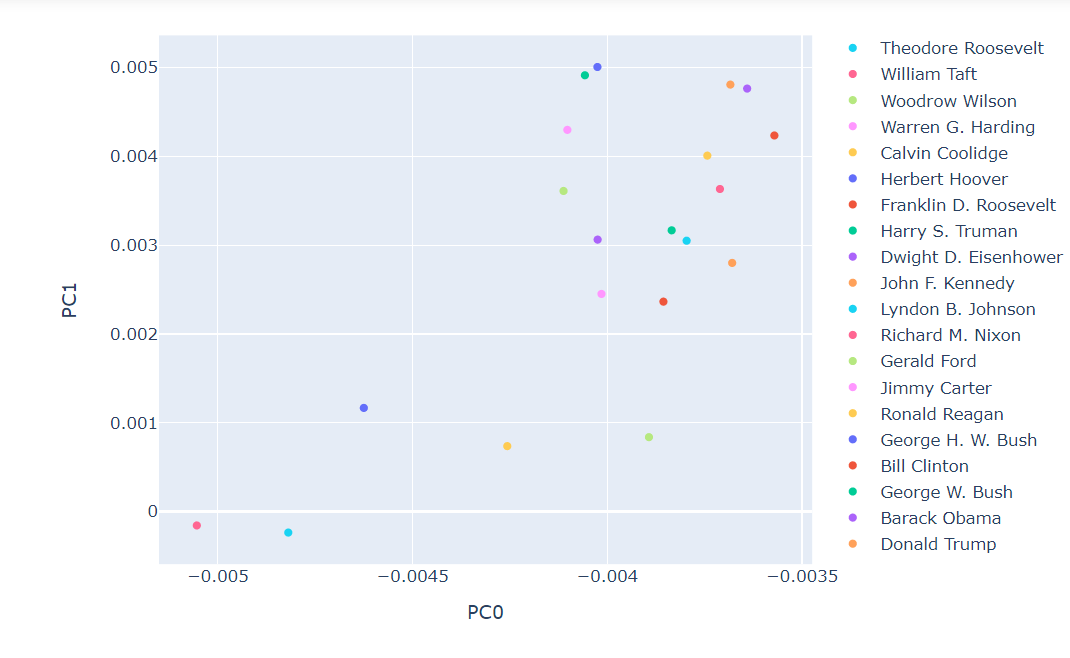 0.005
0.004
0.003
0.002
0.001
0
−0.005
−0.0045
−0.004
−0.0035
PC1
PC0
Theodore Roosevelt
William Taft
Woodrow Wilson
Warren G. Harding
Calvin Coolidge
Herbert Hoover
Franklin D. Roosevelt
Harry S. Truman
Dwight D. Eisenhower
John F. Kennedy
Lyndon B. Johnson
Richard M. Nixon
Gerald Ford
Jimmy Carter
Ronald Reagan
George H. W. Bush
Bill Clinton
George W. Bush
Barack Obama
Donald Trump